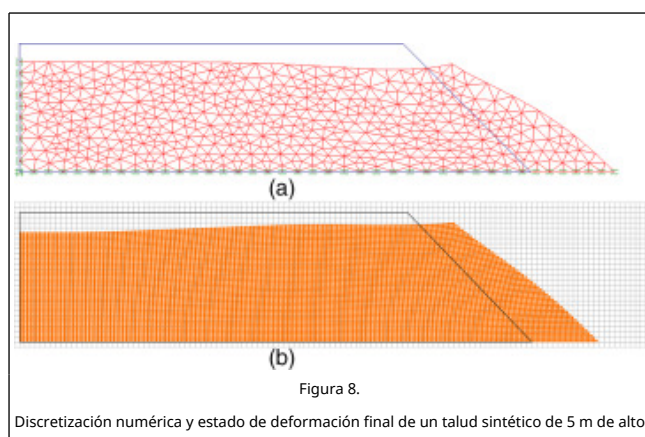 (a)
(b)
Figura 8.
Discretización numérica y estado de deformación final de un talud sintético de 5 m de alto